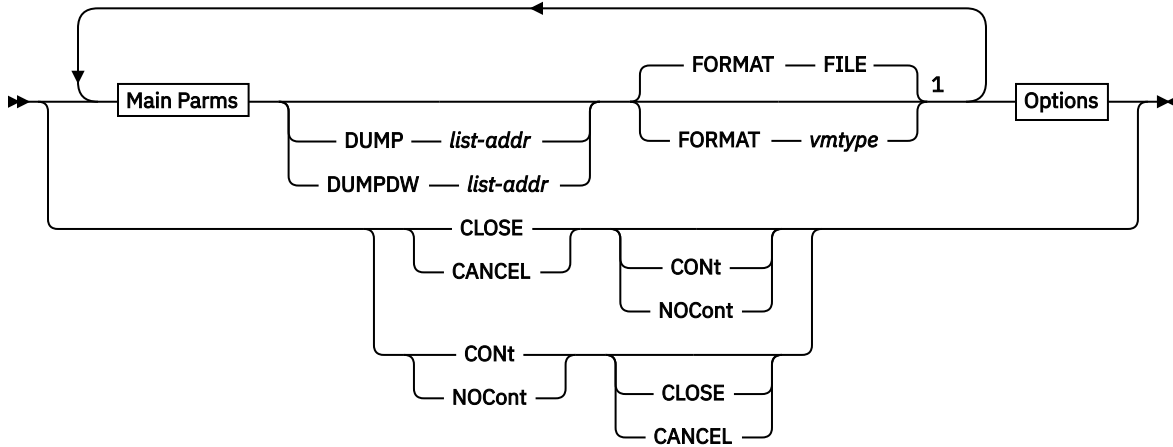 FORMAT FILE
1
Main Parms Options
DUMP list-addr FORMAT vmtype
DUMPDW list-addr
CLOSE
CANCEL CONt
NOCont
CONt
NOCont CLOSE
CANCEL